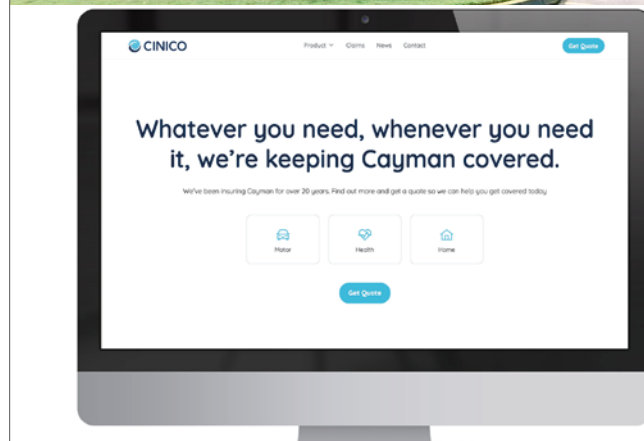 CINICO
Product Claims News Contact
Get Quote
Whatever you need, whenever you need
it, we're keeping Cayman covered.
We've been insuring Cayman for over 20 years. Find out more and get a quote so we can help you get covered today
Motor Health Home
Get Quote